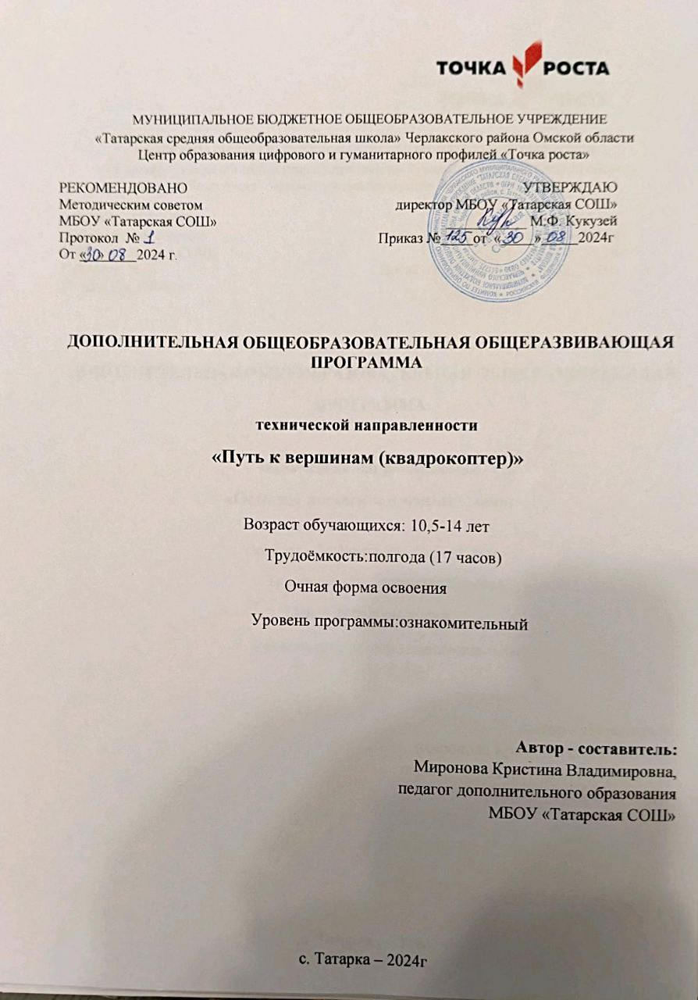 ТОЧКА РОСТА
МУНИЦИПАЛЬНОЕ БЮДЖЕТНОЕ ОБЩЕОБРАЗОВАТЕЛЬНОЕ УЧРЕЖДЕНИЕ
«Татарская средняя общеобразовательная школа» Черлакского района Омской области
Центр образования цифрового и гуманитарного профилей «Точка роста»
РЕКОМЕНДОВАНО
Методическим советом
МБОУ «Татарская СОШ»
Протокол № 1
От «30» 08 2024 г.
УТВЕРЖДАЮ
директор МБОУ «Татарская СОШ»
М.Ф. Кукузей
Приказ № 125 от «30» 08 2024г
ДОПОЛНИТЕЛЬНАЯ ОБЩЕОБРАЗОВАТЕЛЬНАЯ ОБЩЕРАЗВИВАЮЩАЯ
ПРОГРАММА
технической направленности
«Путь к вершинам (квадрокоптер)»
Возраст обучающихся: 10,5-14 лет
Трудоёмкость:полгода (17 часов)
Очная форма освоения
Уровень программы:ознакомительный
Автор - составитель:
Миронова Кристина Владимировна,
педагог дополнительного образования
МБОУ «Татарская СОШ»
с. Татарка – 2024г